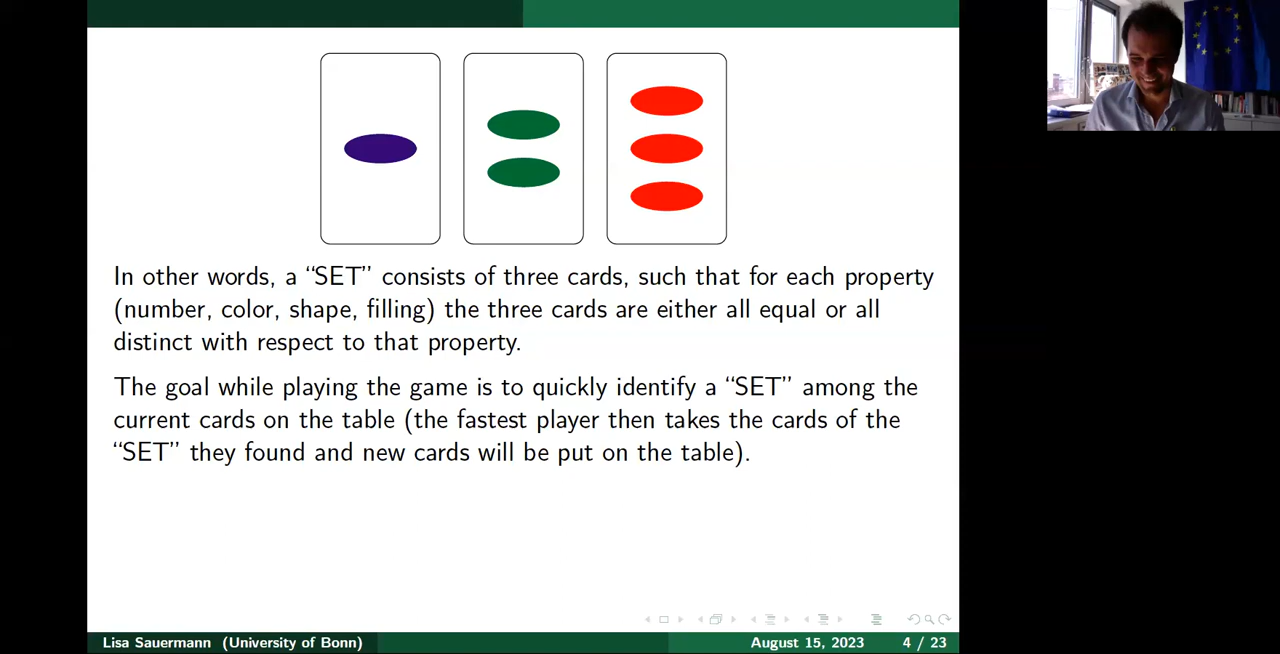 In other words, a “SET” consists of three cards, such that for each property
(number, color, shape, filling) the three cards are either all equal or all
distinct with respect to that property.
The goal while playing the game is to quickly identify a “SET” among the
current cards on the table (the fastest player then takes the cards of the
“SET” they found and new cards will be put on the table).
Lisa Sauermann (University of Bonn) August 15, 2023 4 / 23